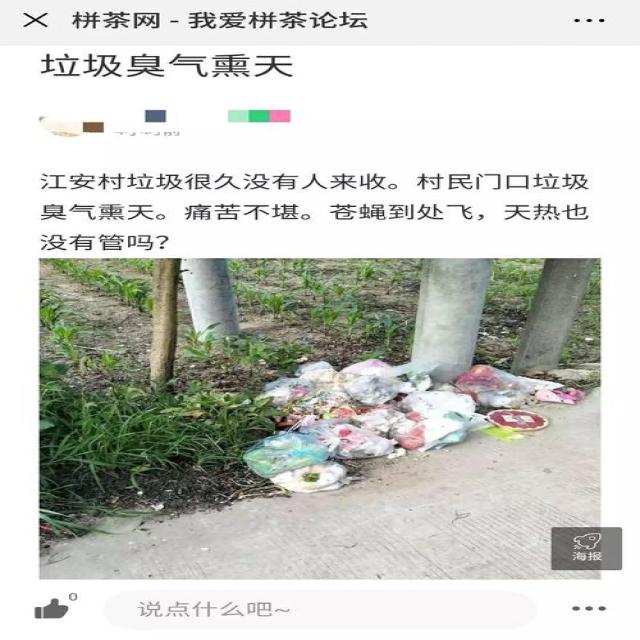 栟茶网 - 我爱栟茶论坛
垃圾臭气熏天
江安村垃圾很久没有人来收。村民门口垃圾
臭气熏天。痛苦不堪。苍蝇到处飞，天热也
没有管吗？
海报
0
说点什么吧~